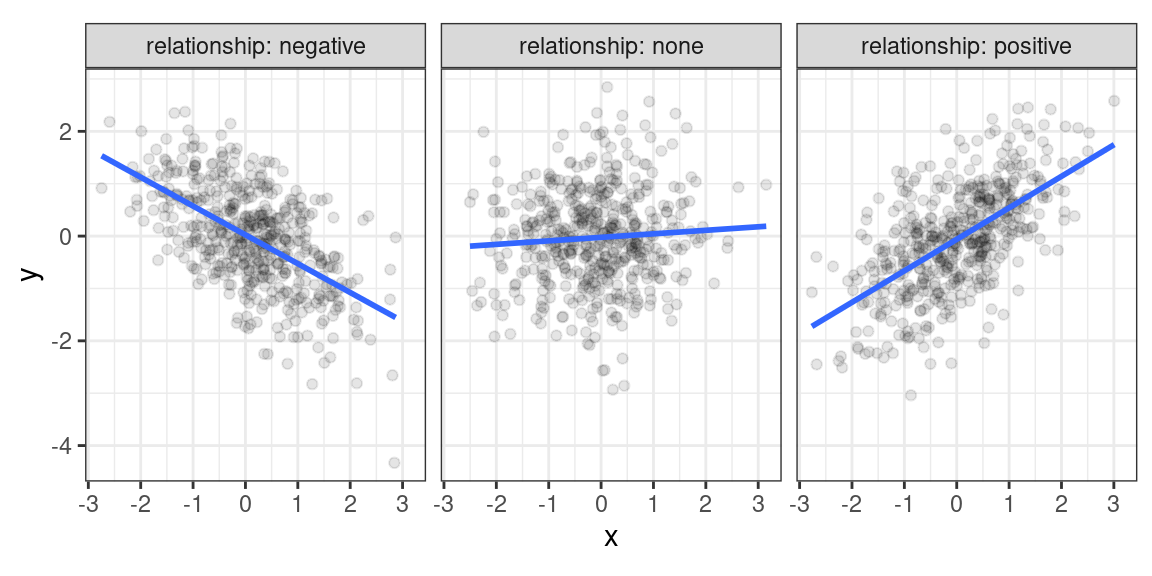 relationship: negative relationship: none relationship: positive
2
0
-2
-4
y
-3 -2 -1 0 1 2 3 -3 -2 -1 0 1 2 3 -3 -2 -1 0 1 2 3
x